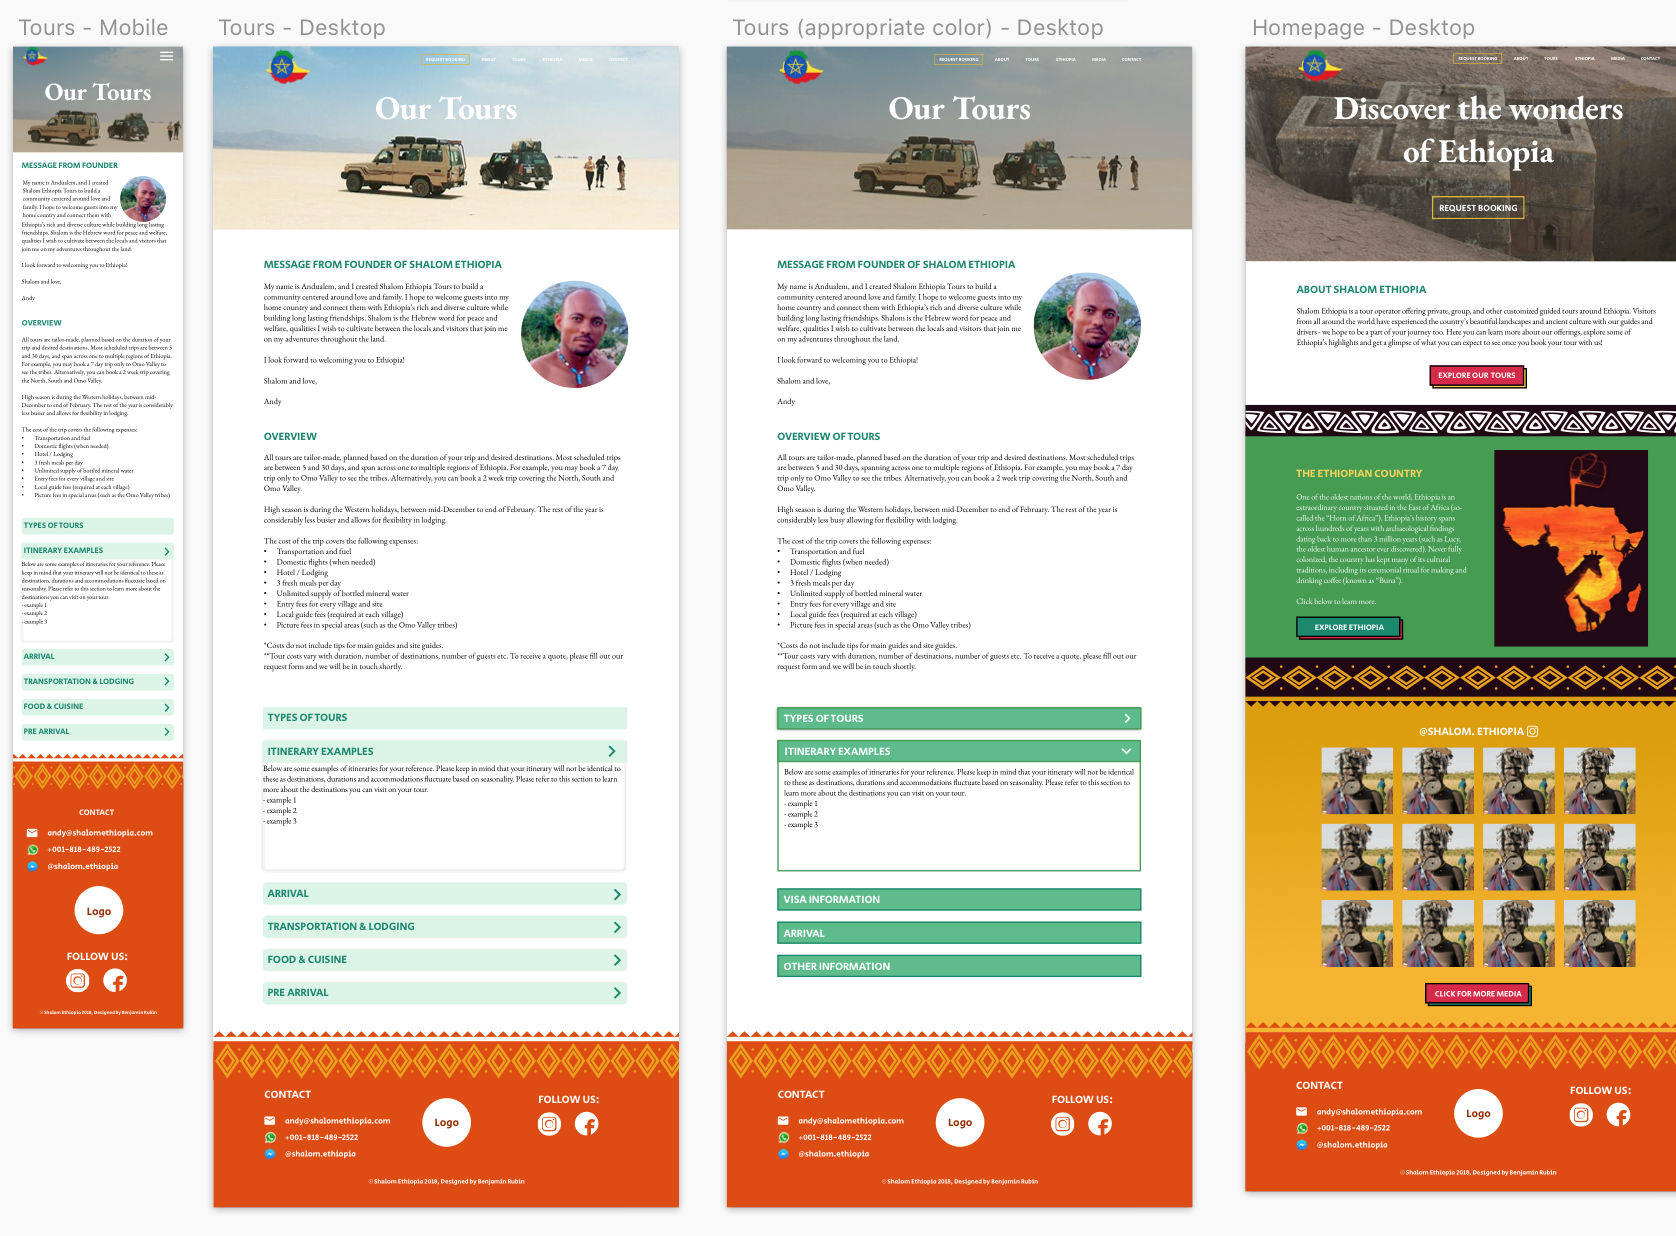 Tours - Mobile
Our Tours
MESSAGE FROM FOUNDER
My name is Andualem, and I created
Shalom Ethiopia Tours to build a
community centered around love and
family. I hope to welcome guests into my
home country and connect them with
Ethiopia's rich and diverse culture while building long lasting
friendships. Shalom is the Hebrew word for peace and welfare,
qualities I wish to cultivate between the locals and visitors that
join me on my adventures throughout the land.
I look forward to welcoming you to Ethiopia!
Shalom and love,
Andy
OVERVIEW
All tours are tailor-made, planned based on the duration of your
trip and desired destinations. Most scheduled trips are between 5
and 30 days, and span across one to multiple regions of Ethiopia.
For example, you may book a 7 day trip only to Omo Valley to
see the tribes. Alternatively, you can book a 2 week trip covering
the North, South and Omo Valley.
High season is during the Western holidays, between mid-
December to end of February. The rest of the year is considerably
less busier and allows for flexibility in lodging.
The cost of the trip covers the following expenses:
• Transportation and fuel
• Domestic flights (when needed)
• Hotel / Lodging
• 3 fresh meals per day
• Unlimited supply of bottled mineral water
• Entry fees for every village and site
• Local guide fees (required at each village)
• Picture fees in special areas (such as the Omo Valley tribes)
TYPES OF TOURS
ITINERARY EXAMPLES
Below are some examples of itineraries for your reference. Please
keep in mind that your itinerary will not be identical to these as
destinations, durations and accommodations fluctuate based on
seasonality. Please refer to this section to learn more about the
destinations you can visit on your tour.
- example 1
- example 2
- example 3
ARRIVAL
TRANSPORTATION & LODGING
FOOD & CUISINE
PRE ARRIVAL
CONTACT
andy@shalomethiopia.com
+001-818-489-2522
@shalom.ethiopia
Logo
FOLLOW US:
© Shalom Ethiopia 2018, Designed by Benjamin Rubin
Tours - Desktop
REQUEST BOOKING ABOUT TOURS ETHIOPIA MEDIA CONTACT
Our Tours
MESSAGE FROM FOUNDER OF SHALOM ETHIOPIA
My name is Andualem, and I created Shalom Ethiopia Tours to build a
community centered around love and family. I hope to welcome guests into my
home country and connect them with Ethiopia's rich and diverse culture while
building long lasting friendships. Shalom is the Hebrew word for peace and
welfare, qualities I wish to cultivate between the locals and visitors that join me
on my adventures throughout the land.
I look forward to welcoming you to Ethiopia!
Shalom and love,
Andy
OVERVIEW
All tours are tailor-made, planned based on the duration of your trip and desired destinations. Most scheduled trips
are between 5 and 30 days, and span across one to multiple regions of Ethiopia. For example, you may book a 7 day
trip only to Omo Valley to see the tribes. Alternatively, you can book a 2 week trip covering the North, South and
Omo Valley.
High season is during the Western holidays, between mid-December to end of February. The rest of the year is
considerably less busier and allows for flexibility in lodging.
The cost of the trip covers the following expenses:
• Transportation and fuel
• Domestic flights (when needed)
• Hotel / Lodging
• 3 fresh meals per day
• Unlimited supply of bottled mineral water
• Entry fees for every village and site
• Local guide fees (required at each village)
• Picture fees in special areas (such as the Omo Valley tribes)
*Costs do not include tips for main guides and site guides.
**Tour costs vary with duration, number of destinations, number of guests etc. To receive a quote, please fill out our
request form and we will be in touch shortly.
TYPES OF TOURS
ITINERARY EXAMPLES
Below are some examples of itineraries for your reference. Please keep in mind that your itinerary will not be identical to
these as destinations, durations and accommodations fluctuate based on seasonality. Please refer to this section to learn
more about the destinations you can visit on your tour.
- example 1
- example 2
- example 3
ARRIVAL
TRANSPORTATION & LODGING
FOOD & CUISINE
PRE ARRIVAL
CONTACT
andy@shalomethiopia.com
+001-818-489-2522
@shalom.ethiopia
Logo
FOLLOW US:
© Shalom Ethiopia 2018, Designed by Benjamin Rubin
Tours (appropriate color) - Desktop
REQUEST BOOKING ABOUT TOURS ETHIOPIA MEDIA CONTACT
Our Tours
MESSAGE FROM FOUNDER OF SHALOM ETHIOPIA
My name is Andualem, and I created Shalom Ethiopia Tours to build a
community centered around love and family. I hope to welcome guests into my
home country and connect them with Ethiopia's rich and diverse culture while
building long lasting friendships. Shalom is the Hebrew word for peace and
welfare, qualities I wish to cultivate between the locals and visitors that join me
on my adventures throughout the land.
I look forward to welcoming you to Ethiopia!
Shalom and love,
Andy
OVERVIEW OF TOURS
All tours are tailor-made, planned based on the duration of your trip and desired destinations. Most scheduled trips
are between 5 and 30 days, spanning across one to multiple regions of Ethiopia. For example, you may book a 7 day
trip only to Omo Valley to see the tribes. Alternatively, you can book a 2 week trip covering the North, South and
Omo Valley.
High season is during the Western holidays, between mid-December to end of February. The rest of the year is
considerably less busy allowing for flexibility with lodging.
The cost of the trip covers the following expenses:
• Transportation and fuel
• Domestic flights (when needed)
• Hotel / Lodging
• 3 fresh meals per day
• Unlimited supply of bottled mineral water
• Entry fees for every village and site
• Local guide fees (required at each village)
• Picture fees in special areas (such as the Omo Valley tribes)
*Costs do not include tips for main guides and site guides.
**Tour costs vary with duration, number of destinations, number of guests etc. To receive a quote, please fill out our
request form and we will be in touch shortly.
TYPES OF TOURS
ITINERARY EXAMPLES
Below are some examples of itineraries for your reference. Please keep in mind that your itinerary will not be identical
to these as destinations, durations and accommodations fluctuate based on seasonality. Please refer to this section to
learn more about the destinations you can visit on your tour.
- example 1
- example 2
- example 3
VISA INFORMATION
ARRIVAL
OTHER INFORMATION
CONTACT
andy@shalomethiopia.com
+001-818-489-2522
@shalom.ethiopia
Logo
FOLLOW US:
© Shalom Ethiopia 2018, Designed by Benjamin Rubin
Homepage - Desktop
REQUEST BOOKING ABOUT TOURS ETHIOPIA MEDIA CONTACT
Discover the wonders
of Ethiopia
REQUEST BOOKING
ABOUT SHALOM ETHIOPIA
Shalom Ethiopia is a tour operator offering private, group, and other customized guided tours around Ethiopia. Visitors
from all around the world have experienced the country's beautiful landscapes and ancient culture with our guides and
drivers - we hope to be a part of your journey too. Here you can learn more about our offerings, explore some of
Ethiopia's highlights and get a glimpse of what you can expect to see once you book your tour with us!
EXPLORE OUR TOURS
THE ETHIOPIAN COUNTRY
One of the oldest nations of the world, Ethiopia is an
extraordinary country situated in the East of Africa (so-
called the "Horn of Africa"). Ethiopia's history spans
across hundreds of years with archaeological findings
dating back to more than 3 million years (such as Lucy,
the oldest human ancestor ever discovered). Never fully
colonized, the country has kept many of its cultural
traditions, including its ceremonial ritual for making and
drinking coffee (known as "Buna").
Click below to learn more.
EXPLORE ETHIOPIA
@SHALOM. ETHIOPIA
CLICK FOR MORE MEDIA
CONTACT
andy@shalomethiopia.com
+001-818-489-2522
@shalom.ethiopia
Logo
FOLLOW US:
© Shalom Ethiopia 2018, Designed by Benjamin Rubin